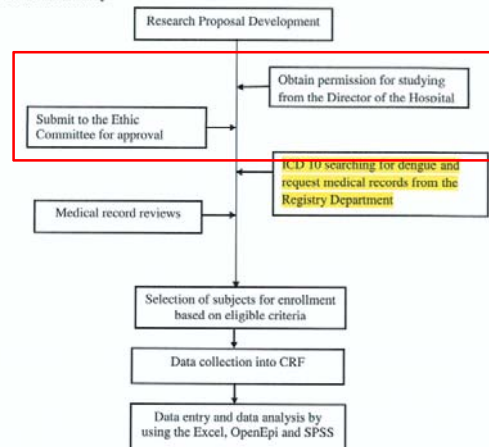 Research Proposal Development
Obtain permission for studying
from the Director of the Hospital
Submit to the Ethic
Committee for approval
ICD 10 searching for dengue and
request medical records from the
Registry Department
Medical record reviews
Selection of subjects for enrollment
based on eligible criteria
Data collection into CRF
Data entry and data analysis by
using the Excel, OpenEpi and SPSS